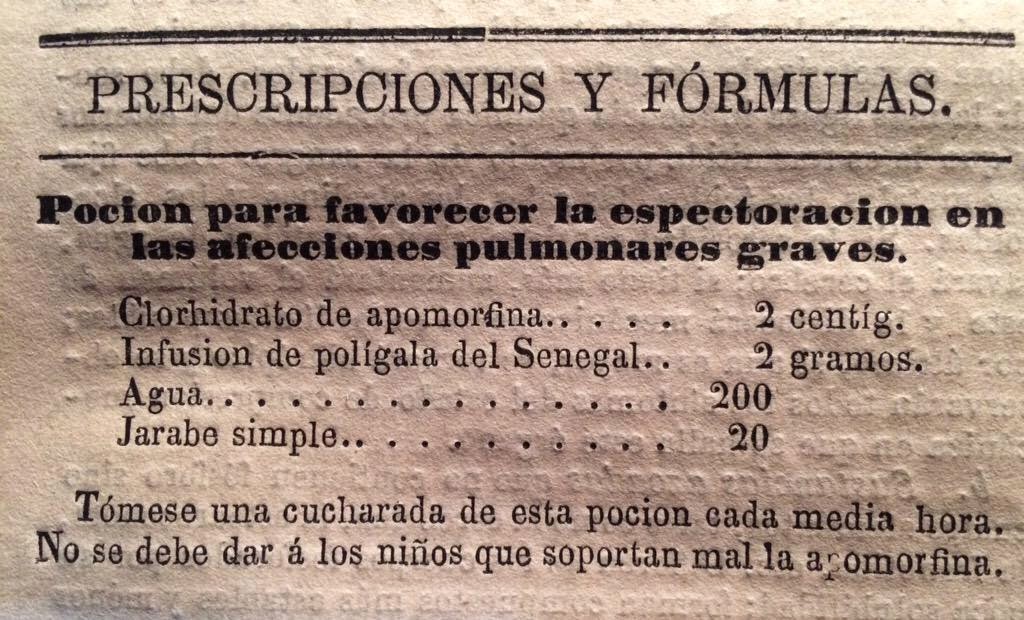 PRESCRIPCIONES Y FÓRMULAS.
Pocion para favorecer la espectoracion en
las afecciones pulmonares graves.
Clorhidrato de apomorfina.. . . . 2 centíg.
Infusion de polígala del Senegal.. 2 gramos.
Agua.. . . . . . . . . . . . . 200
Jarabe simple.. . . . . . . . . 20
Tómese una cucharada de esta pocion cada media hora.
No se debe dar á los niños que soportan mal la apomorfina.